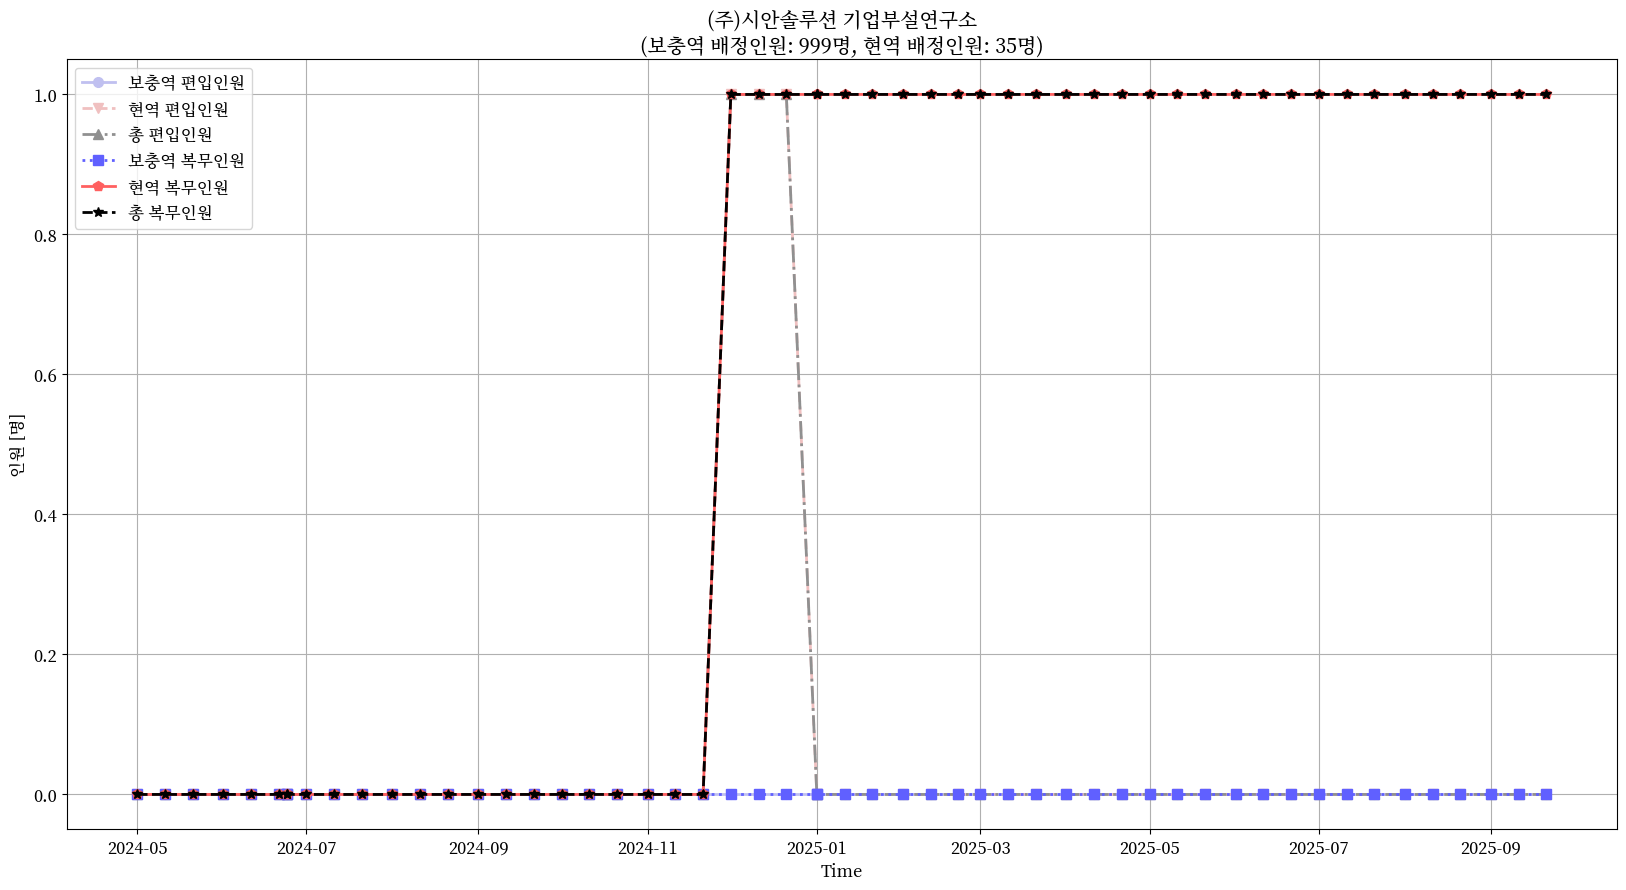 (주)시안솔루션 기업부설연구소
(보충역 배정인원: 999명, 현역 배정인원: 35명)
보충역 편입인원
현역 편입인원
총 편입인원
보충역 복무인원
현역 복무인원
총 복무인원
1.0
0.8
0.6
0.4
0.2
0.0
인원 [명]
2024-05
2024-07
2024-09
2024-11
2025-01
2025-03
2025-05
2025-07
2025-09
Time